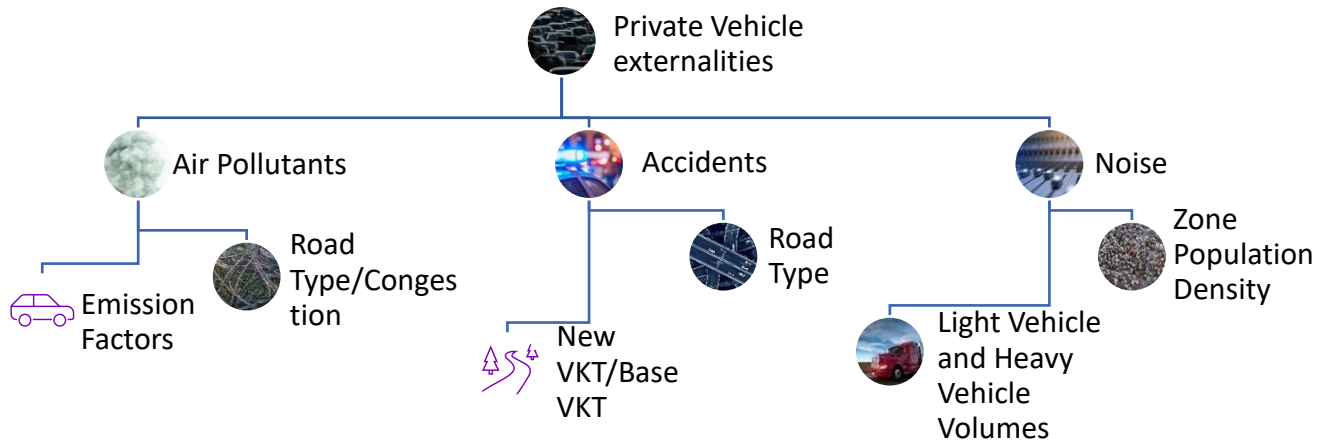 Private Vehicle
externalities
Air Pollutants
Accidents
Noise
Emission
Factors
Road
Type/Conges
tion
New
VKT/Base
VKT
Road
Type
Light Vehicle
and Heavy
Vehicle
Volumes
Zone
Population
Density